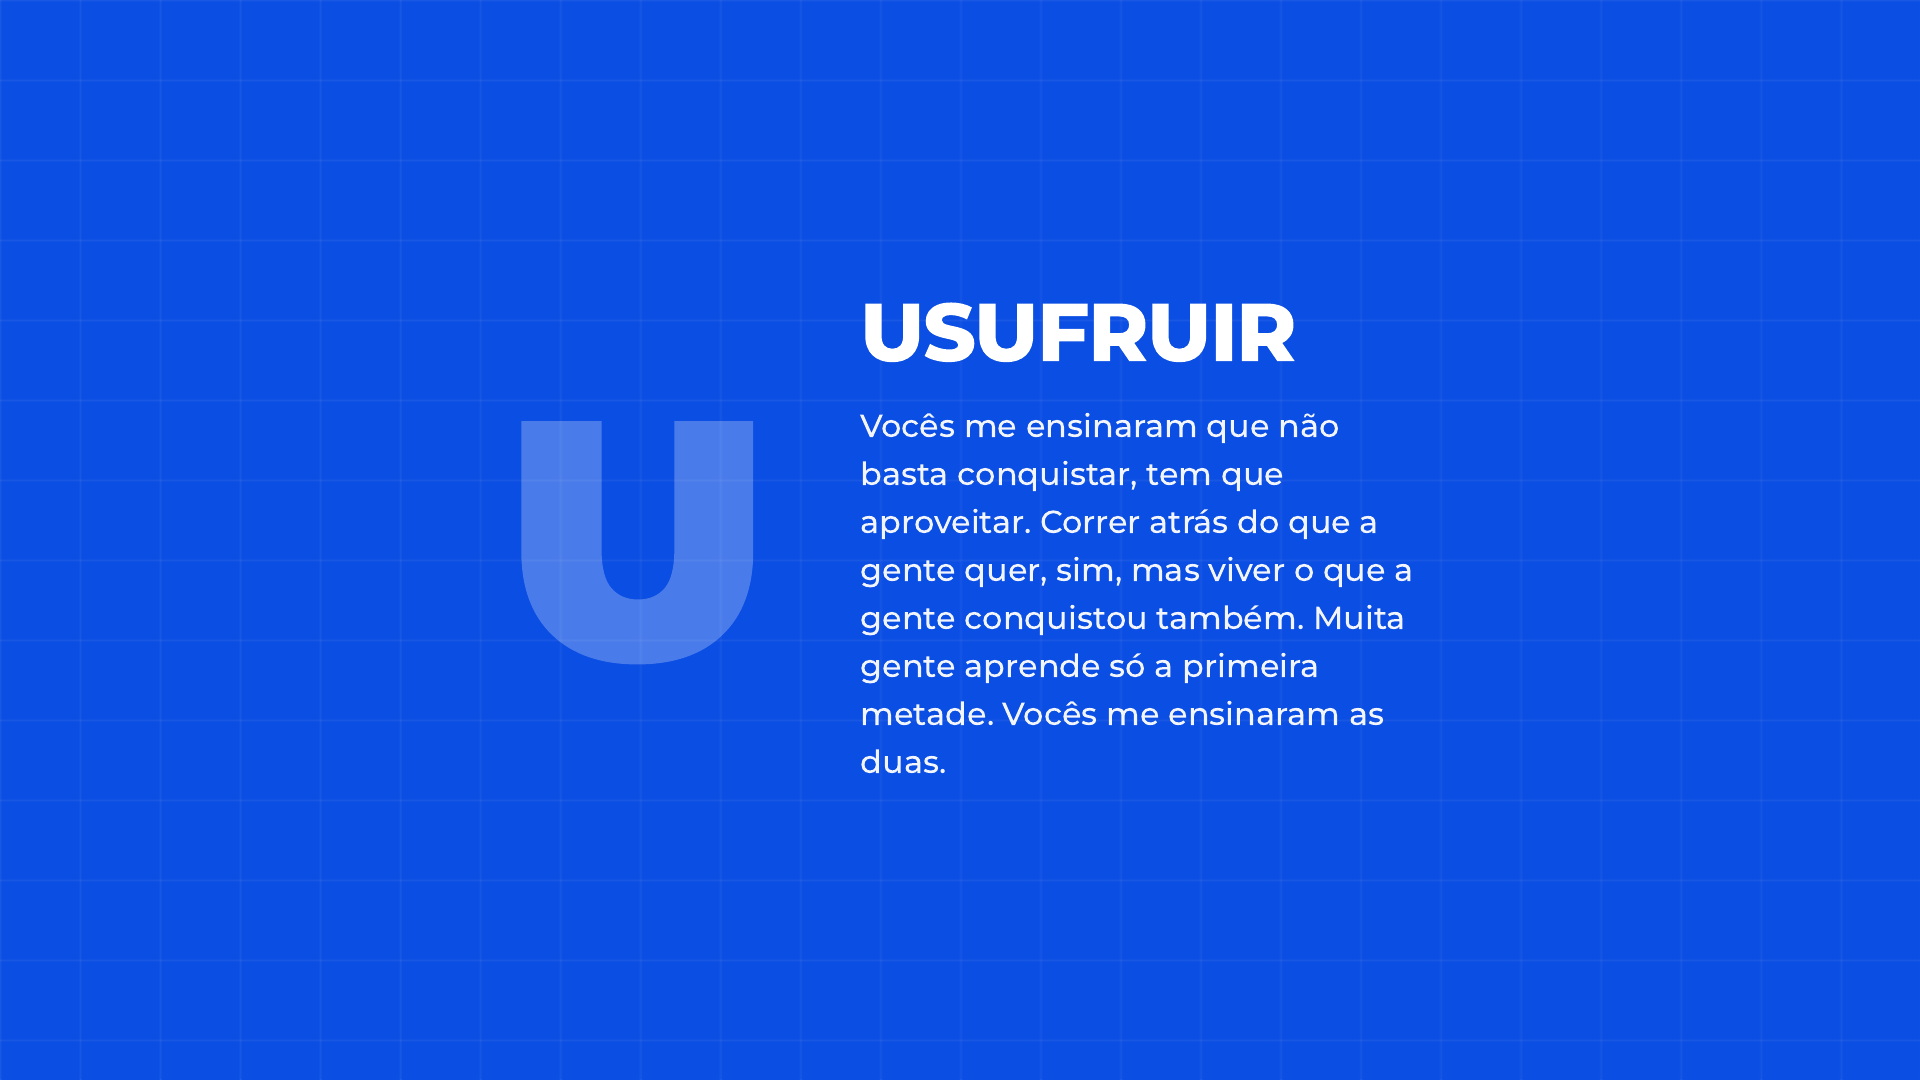 U
USUFRUIR
Vocês me ensinaram que não
basta conquistar, tem que
aproveitar. Correr atrás do que a
gente quer, sim, mas viver o que a
gente conquistou também. Muita
gente aprende só a primeira
metade. Vocês me ensinaram as
duas.